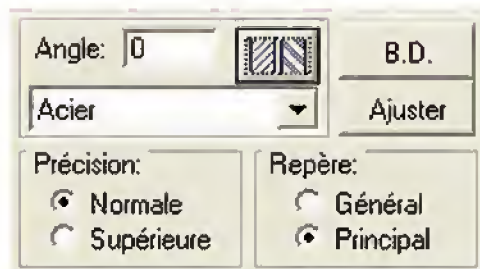 Angle: 0 B.D.
Acier Ajuster
Précision: Repère:
Normale Général
Supérieure Principal